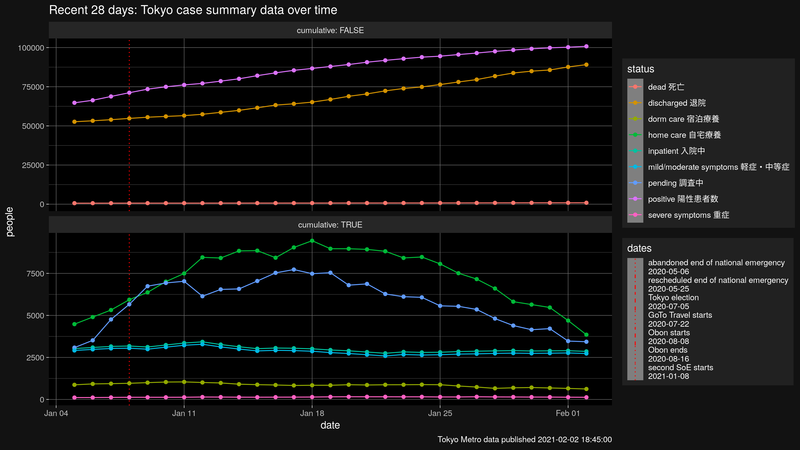 Recent 28 days: Tokyo case summary data over time
cumulative: FALSE
100000
75000
50000
25000
0
people
cumulative: TRUE
7500
5000
2500
0
Jan 04 Jan 11 Jan 18 Jan 25 Feb 01
date
status
dead 死亡
discharged 退院
dorm care 宿泊療養
home care 自宅療養
inpatient 入院中
mild/moderate symptoms 軽症・中等症
pending 調査中
positive 陽性患者数
severe symptoms 重症
dates
abandoned end of national emergency
2020-05-06
rescheduled end of national emergency
2020-05-25
Tokyo election
2020-07-05
GoTo Travel starts
2020-07-22
Obon starts
2020-08-08
Obon ends
2020-08-16
second SoE starts
2021-01-08
Tokyo Metro data published 2021-02-02 18:45:00